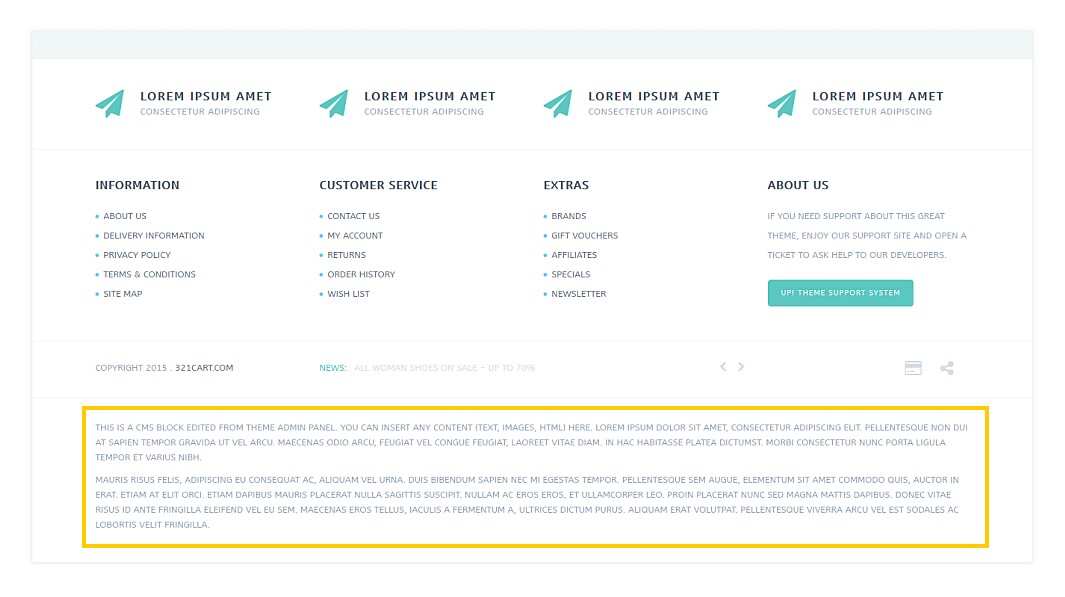 LOREM IPSUM AMET
CONSECTETUR ADIPISCING
LOREM IPSUM AMET
CONSECTETUR ADIPISCING
LOREM IPSUM AMET
CONSECTETUR ADIPISCING
LOREM IPSUM AMET
CONSECTETUR ADIPISCING
INFORMATION
ABOUT US
DELIVERY INFORMATION
PRIVACY POLICY
TERMS & CONDITIONS
SITE MAP
CUSTOMER SERVICE
CONTACT US
MY ACCOUNT
RETURNS
ORDER HISTORY
WISH LIST
EXTRAS
BRANDS
GIFT VOUCHERS
AFFILIATES
SPECIALS
NEWSLETTER
ABOUT US
IF YOU NEED SUPPORT ABOUT THIS GREAT
THEME, ENJOY OUR SUPPORT SITE AND OPEN A
TICKET TO ASK HELP TO OUR DEVELOPERS.
UP! THEME SUPPORT SYSTEM
COPYRIGHT 2015 . 321CART.COM
NEWS: ALL WOMAN SHOES ON SALE - UP TO 70%
THIS IS A CMS BLOCK EDITED FROM THEME ADMIN PANEL. YOU CAN INSERT ANY CONTENT (TEXT, IMAGES, HTML) HERE. LOREM IPSUM DOLOR SIT AMET, CONSECTETUR ADIPISCING ELIT. PELLENTESQUE NON DUI
AT SAPIEN TEMPOR GRAVIDA UT VEL ARCU. MAECENAS ODIO ARCU, FEUGIAT VEL CONGUE FEUGIAT, LAOREET VITAE DIAM. IN HAC HABITASSE PLATEA DICTUMST. MORBI CONSECTETUR NUNC PORTA LIGULA
TEMPOR ET VARIUS NIBH.
MAURIS RISUS FELIS, ADIPISCING EU CONSEQUAT AC, ALIQUAM VEL URNA. DUIS BIBENDUM SAPIEN NEC MI EGESTAS TEMPOR. PELLENTESQUE SEM AUGUE, ELEMENTUM SIT AMET COMMODO QUIS, AUCTOR IN
ERAT. ETIAM AT ELIT ORCI. ETIAM DAPIBUS MAURIS PLACERAT NULLA SAGITTIS SUSCIPIT. NULLAM AC EROS EROS, ET ULLAMCORPER LEO. PROIN PLACERAT NUNC SED MAGNA MATTIS DAPIBUS. DONEC VITAE
RISUS ID ANTE FRINGILLA ELEIFEND VEL EU SEM. MAECENAS EROS TELLUS, IACULIS A FERMENTUM A, ULTRICES DICTUM PURUS. ALIQUAM ERAT VOLUTPAT. PELLENTESQUE VIVERRA ARCU VEL EST SODALES AC
LOBORTIS VELIT FRINGILLA.